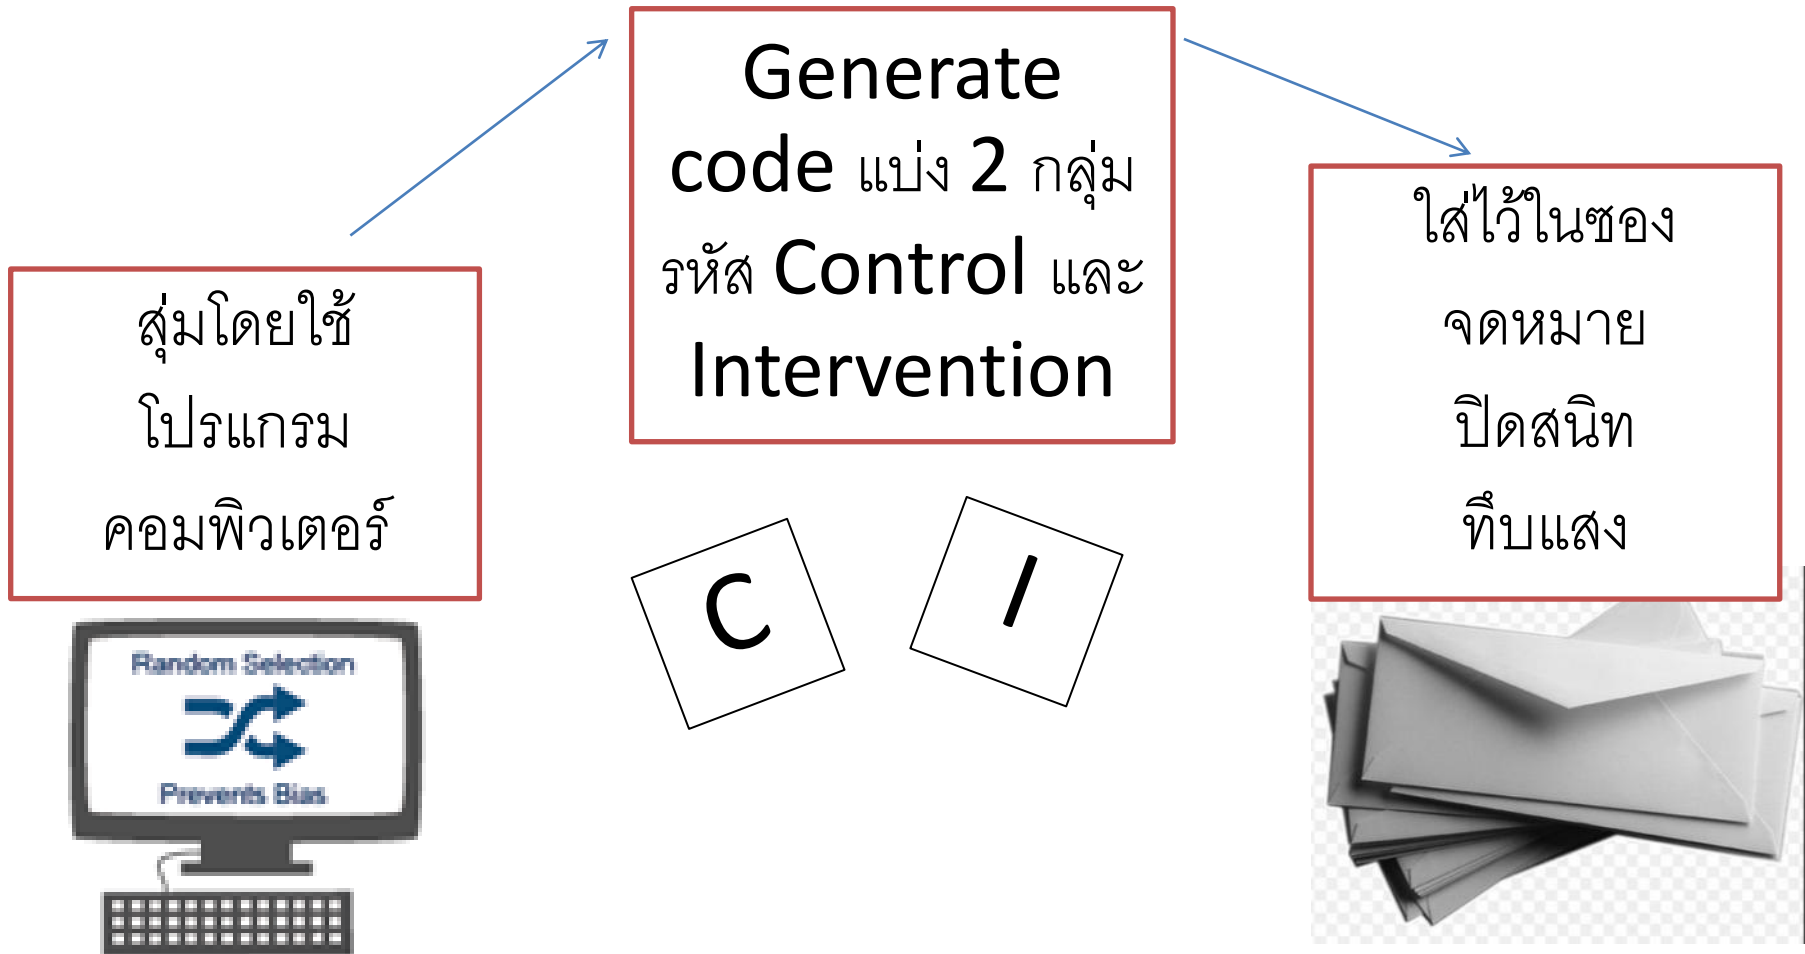 สุ่มโดยใช้
โปรแกรม
คอมพิวเตอร์
Random Selection
Prevents Bias
Generate
code แบ่ง 2 กลุ่ม
รหัส Control และ
Intervention
C
I
ใส่ไว้ในซอง
จดหมาย
ปิดสนิท
ทึบแสง